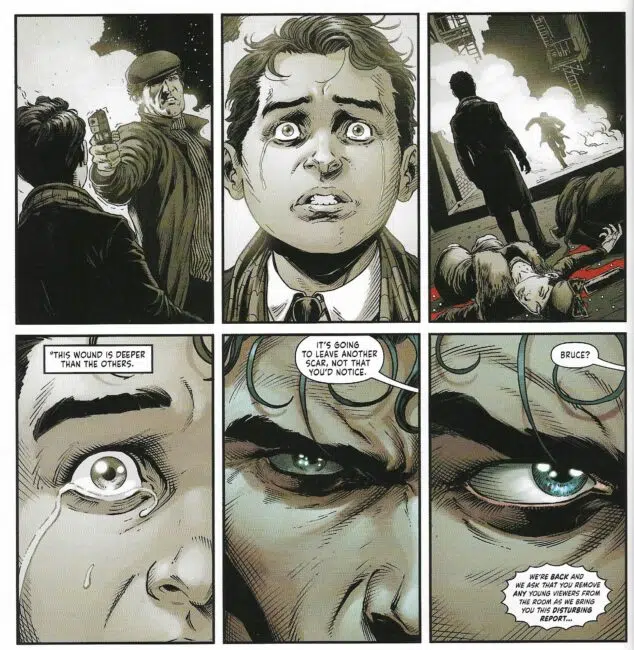 "THIS WOUND IS DEEPER
THAN THE OTHERS.
IT'S GOING
TO LEAVE ANOTHER
SCAR, NOT THAT
YOU'D NOTICE.
BRUCE?
WE'RE BACK AND
WE ASK THAT YOU REMOVE
ANY YOUNG VIEWERS FROM
THE ROOM AS WE BRING
YOU THIS DISTURBING
REPORT...